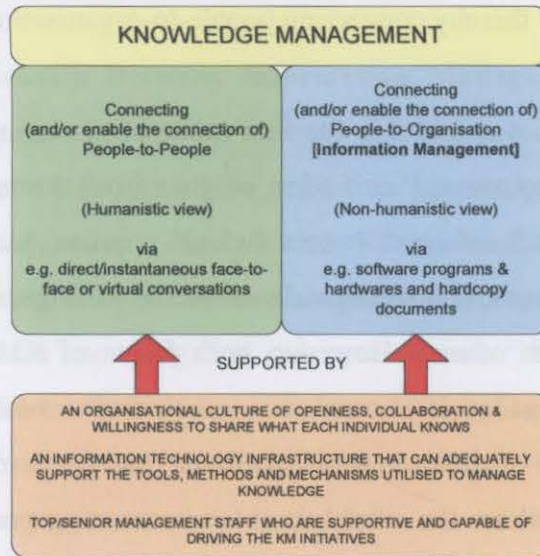 KNOWLEDGE MANAGEMENT
Connecting
(and/or enable the connection of)
People-to-People
(Humanistic view)
via
e.g. direct/instantaneous face-to-
face or virtual conversations
Connecting
(and/or enable the connection of)
People-to-Organisation
[Information Management]
(Non-humanistic view)
via
e.g. software programs &
hardwares and hardcopy
documents
SUPPORTED BY
AN ORGANISATIONAL CULTURE OF OPENNESS, COLLABORATION &
WILLINGNESS TO SHARE WHAT EACH INDIVIDUAL KNOWS
AN INFORMATION TECHNOLOGY INFRASTRUCTURE THAT CAN ADEQUATELY
SUPPORT THE TOOLS, METHODS AND MECHANISMS UTILISED TO MANAGE
KNOWLEDGE
TOP/SENIOR MANAGEMENT STAFF WHO ARE SUPPORTIVE AND CAPABLE OF
DRIVING THE KM INITIATIVES